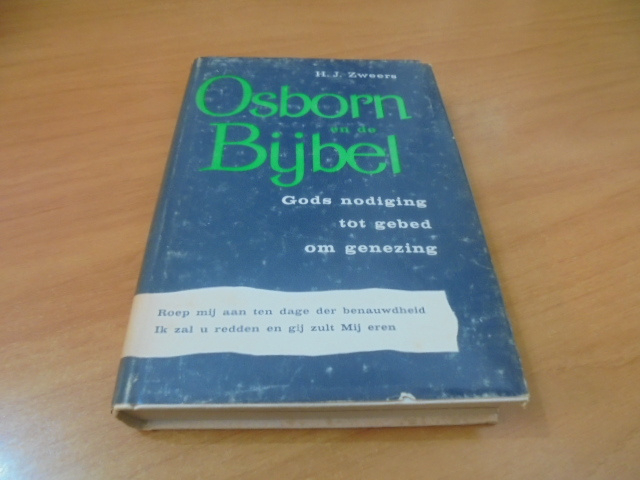 H. J. Zweers
Osborn
en de
Bijbel
Gods nodiging
tot gebed
om genezing
Roep mij aan ten dage der benauwdheid
Ik zal u redden en gij zult Mij eren